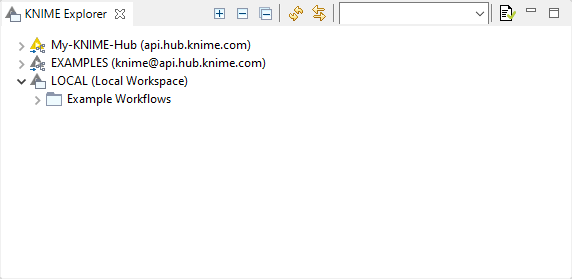 KNIME Explorer
My-KNIME-Hub (api.hub.knime.com)
EXAMPLES (knime@api.hub.knime.com)
LOCAL (Local Workspace)
Example Workflows